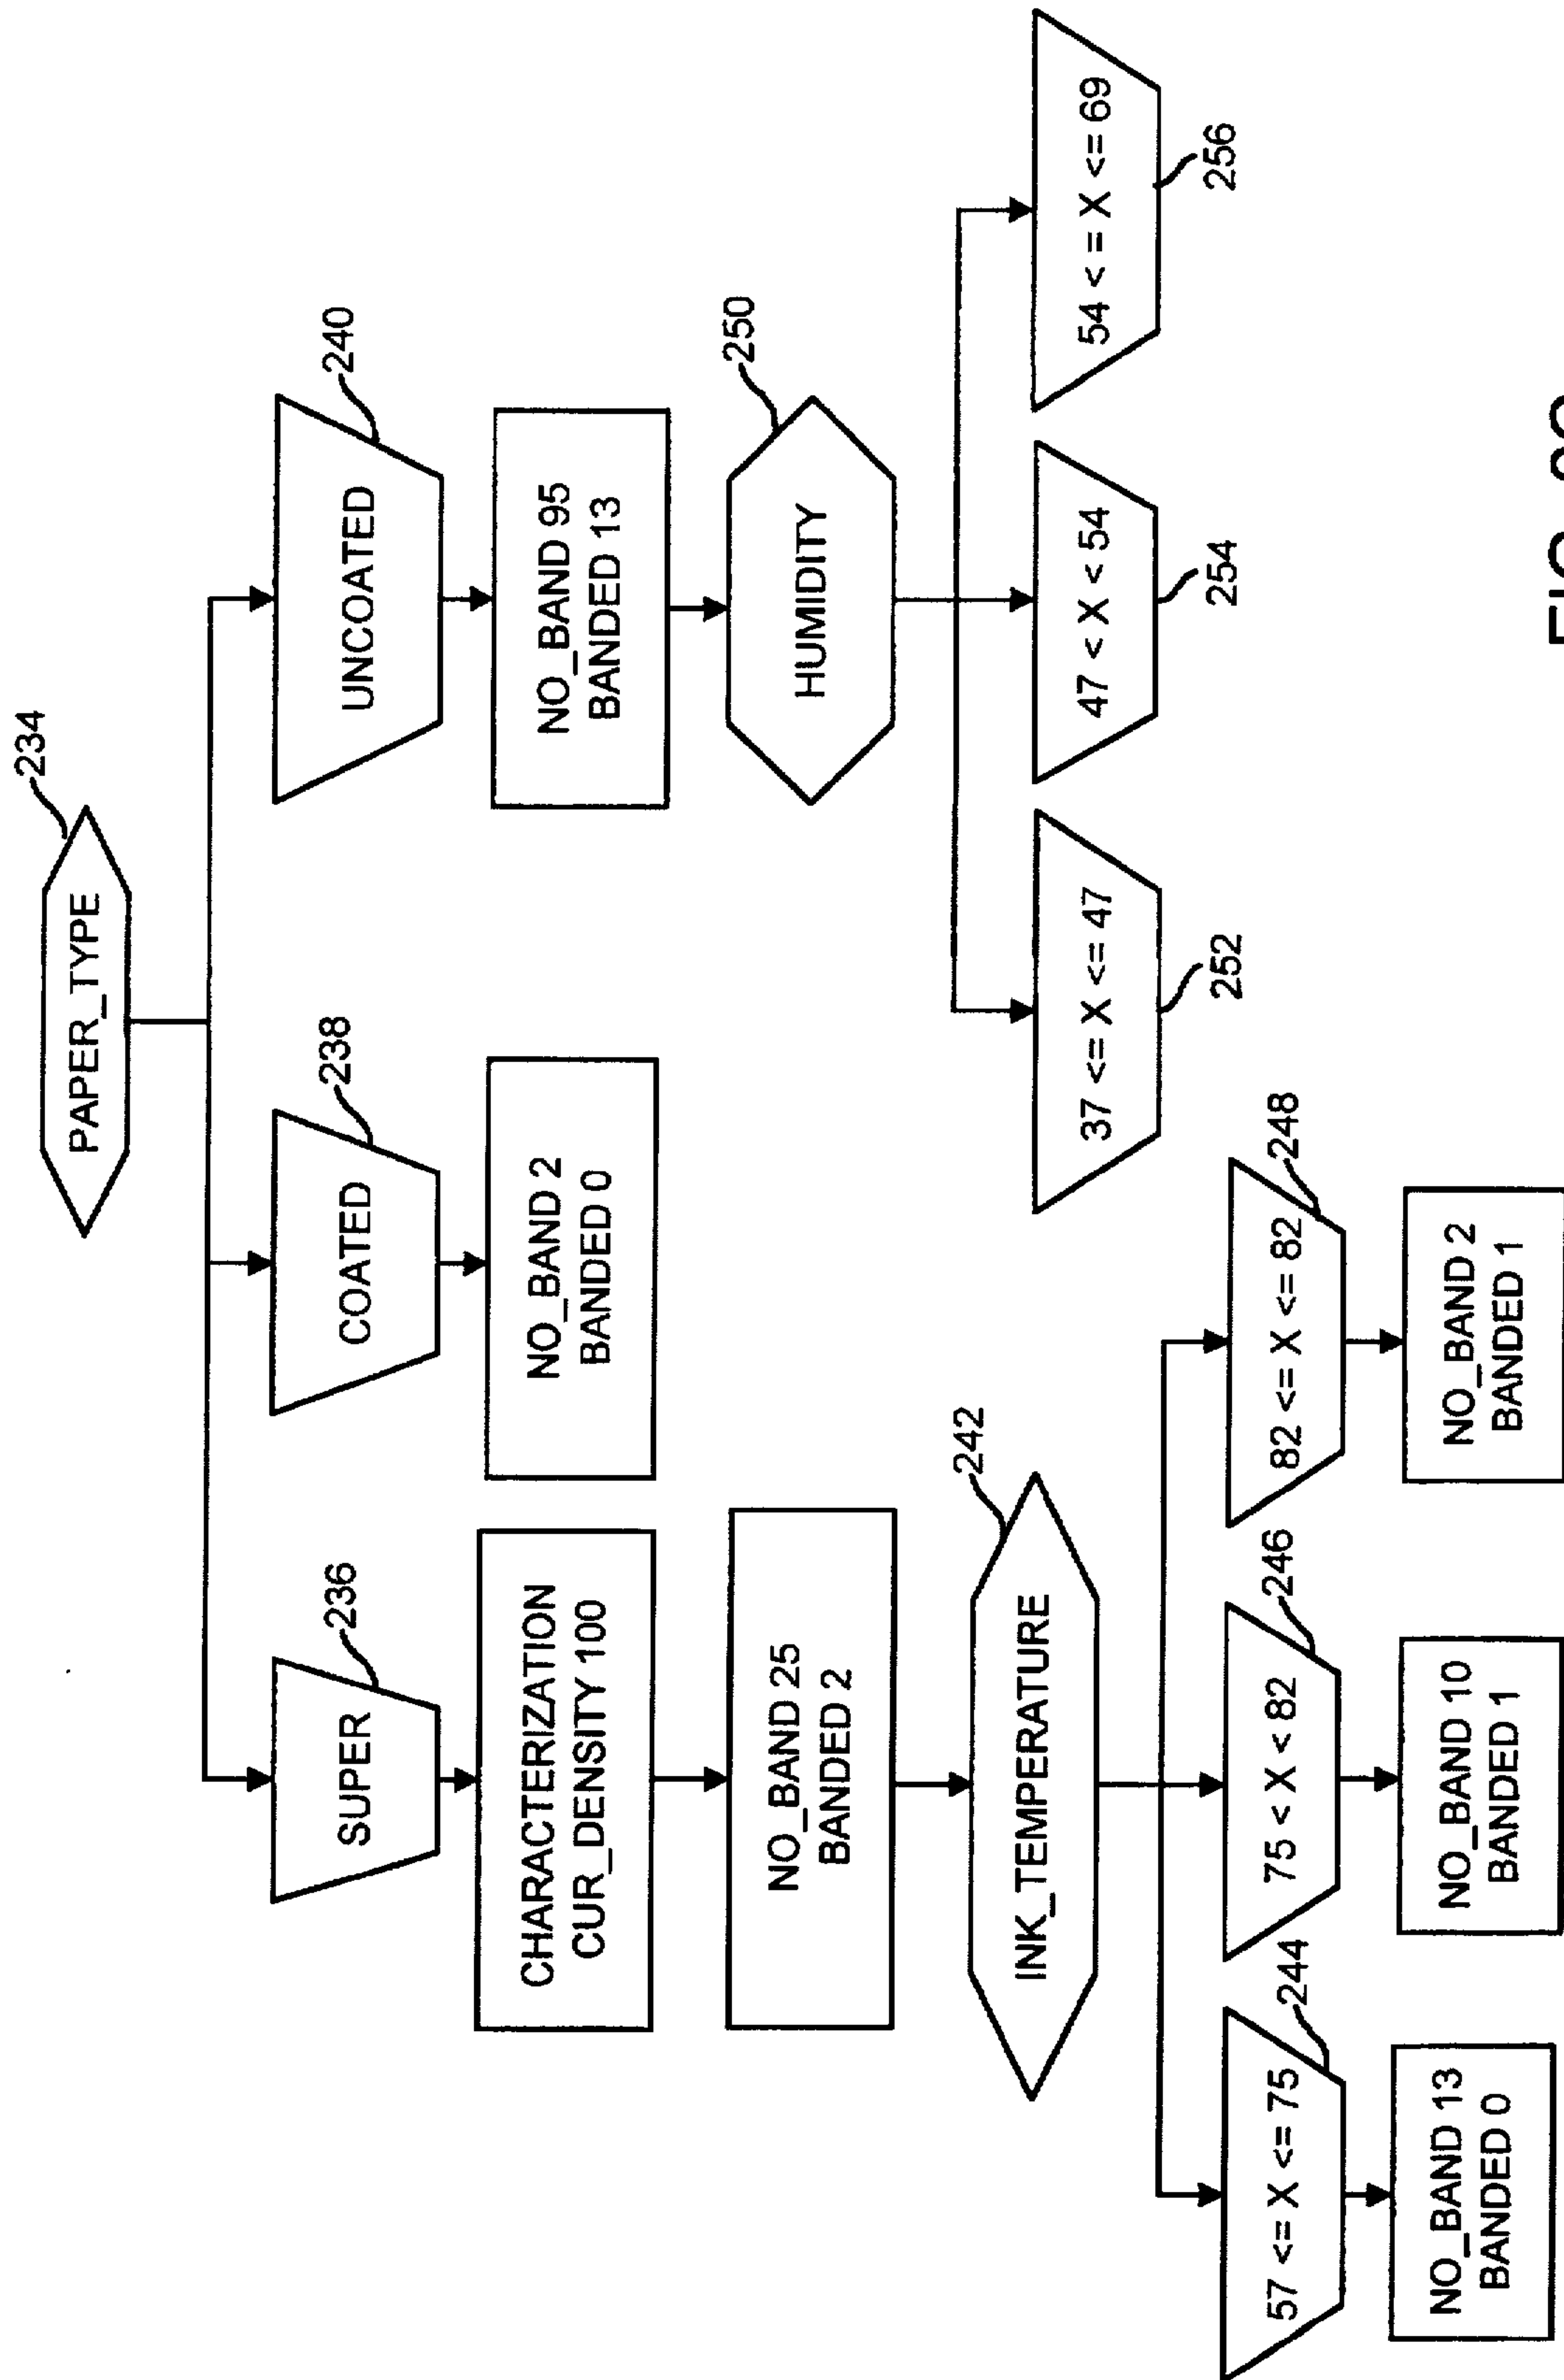 234
PAPER_TYPE
236
SUPER
238
COATED
240
UNCOATED
CHARACTERIZATION
CUR_DENSITY 100
NO_BAND 2
BANDED 0
NO_BAND 95
BANDED 13
NO_BAND 25
BANDED 2
250
HUMIDITY
242
INK_TEMPERATURE
37 <= X <= 47
252
47 < X < 54
254
54 < = X <= 69
256
57 <= X <= 75
244
75 < X < 82
246
82 <= X <= 82
248
NO_BAND 13
BANDED 0
NO_BAND 10
BANDED 1
NO_BAND 2
BANDED 1